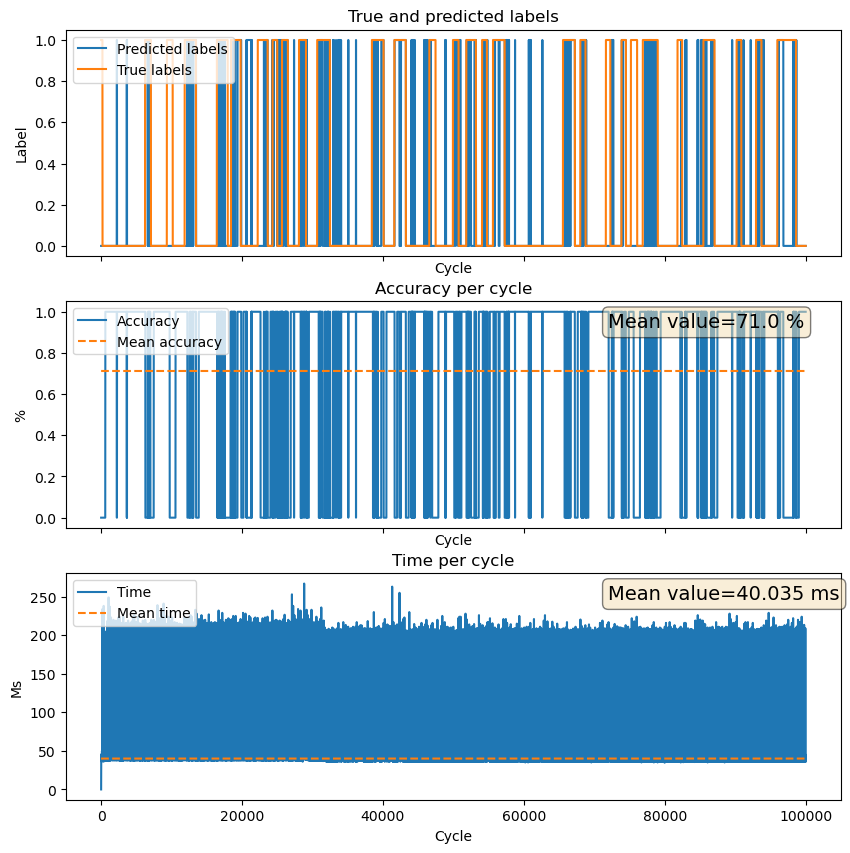 True and predicted labels
1.0
0.8
0.6
0.4
0.2
0.0
Label
Predicted labels
True labels
Cycle
Accuracy per cycle
1.0
0.8
0.6
0.4
0.2
0.0
%
Accuracy
Mean accuracy
Mean value=71.0 %
Cycle
Time per cycle
250
200
150
100
50
0
Ms
Time
Mean time
Mean value=40.035 ms
0 20000 40000 60000 80000 100000
Cycle